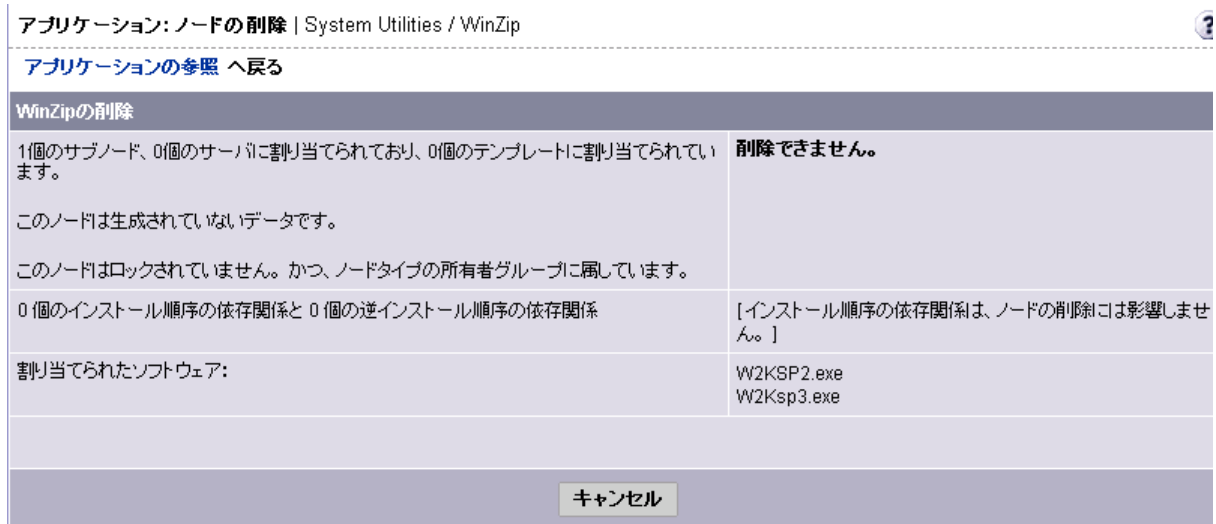 アプリケーション: ノードの削除 | System Utilities / WinZip
アプリケーションの参照 へ戻る
WinZipの削除
1個のサブノード、0個のサーバに割り当てられており、0個のテンプレートに割り当てられてい
ます。
削除できません。
このノードは生成されていないデータです。
このノードはロックされていません。かつ、ノードタイプの所有者グループに属しています。
0 個のインストール順序の依存関係と 0 個の逆インストール順序の依存関係
[インストール順序の依存関係は、ノードの削除には影響しませ
ん。]
割り当てられたソフトウェア:
W2KSP2.exe
W2Ksp3.exe
キャンセル